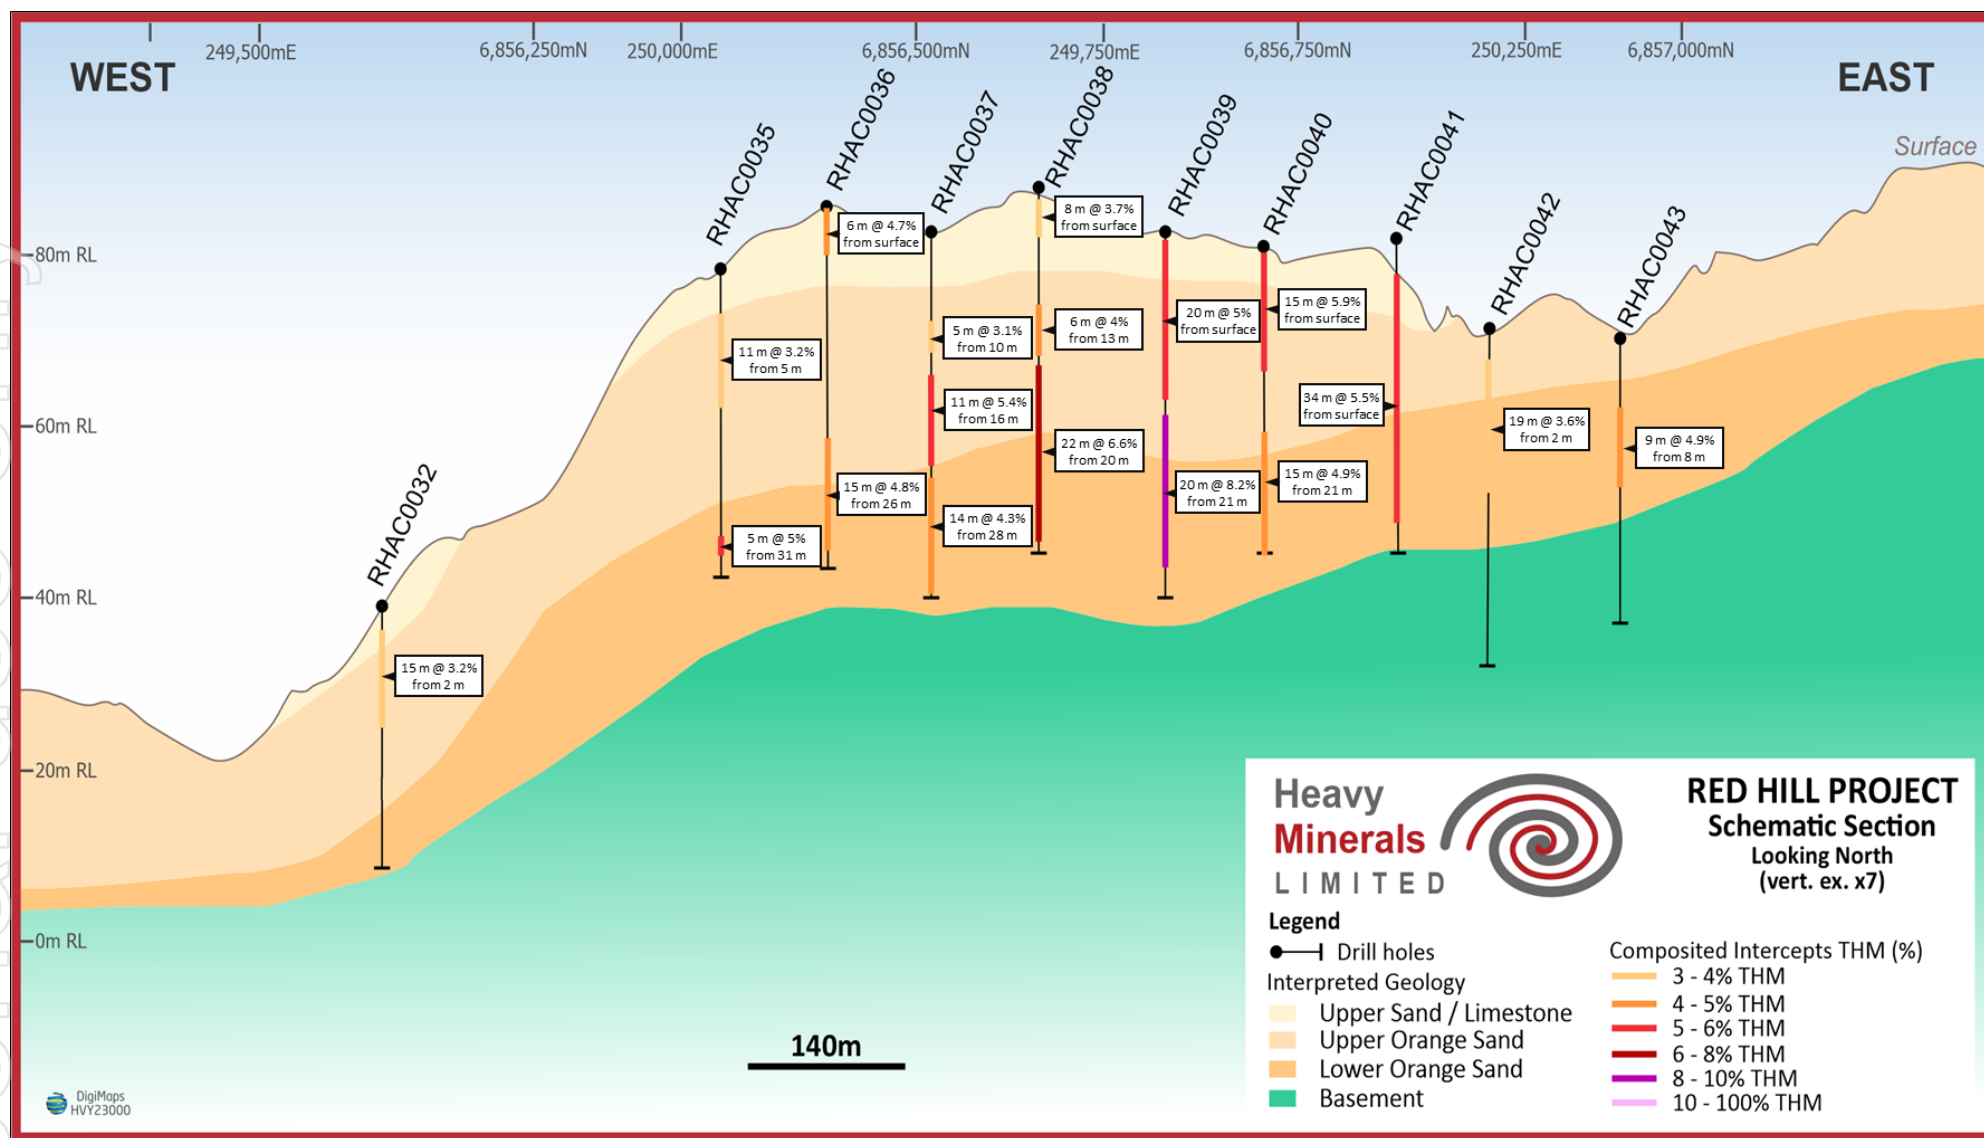 249,500mE
6,856,250mN
250,000mE
6,856,500mN
249,750mE
6,856,750mN
250,250mE
6,857,000mN
WEST
EAST
Surface
RHAC0032
RHAC0035
RHAC0036
RHAC0037
RHAC0038
RHAC0039
RHAC0040
RHAC0041
RHAC0042
RHAC0043
80m RL
60m RL
40m RL
20m RL
0m RL
15 m @ 3.2%
from 2 m
11 m @ 3.2%
from 5 m
5 m @ 5%
from 31 m
6 m @ 4.7%
from surface
15 m @ 4.8%
from 26 m
5 m @ 3.1%
from 10 m
11 m @ 5.4%
from 16 m
14 m @ 4.3%
from 28 m
8 m @ 3.7%
from surface
6 m @ 4%
from 13 m
22 m @ 6.6%
from 20 m
20 m @ 5%
from surface
20 m @ 8.2%
from 21 m
15 m @ 5.9%
from surface
15 m @ 4.9%
from 21 m
34 m @ 5.5%
from surface
19 m @ 3.6%
from 2 m
9 m @ 4.9%
from 8 m
140m
DigiMaps
HVY23000
Heavy
Minerals
LIMITED
RED HILL PROJECT
Schematic Section
Looking North
(vert. ex. x7)
Legend
Drill holes
Interpreted Geology
Upper Sand / Limestone
Upper Orange Sand
Lower Orange Sand
Basement
Composited Intercepts THM (%)
3 - 4% THM
4 - 5% THM
5 - 6% THM
6 - 8% THM
8 - 10% THM
10 - 100% THM